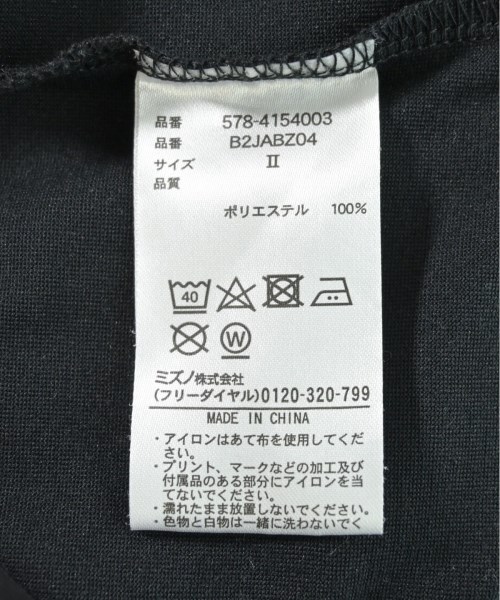 品番 578-4154003
品番 B2JABZ04
サイズ Ⅱ
品質
ポリエステル 100%
40
W
ミズノ株式会社
(フリーダイヤル)0120-320-799
MADE IN CHINA
・アイロンはあて布を使用してくだ
さい。
・プリント、マークなどの加工及び
付属品のある部分にアイロンを当
てないでください。
・濡れたまま放置しないでください。
・色物と白物は一緒に洗わないでく